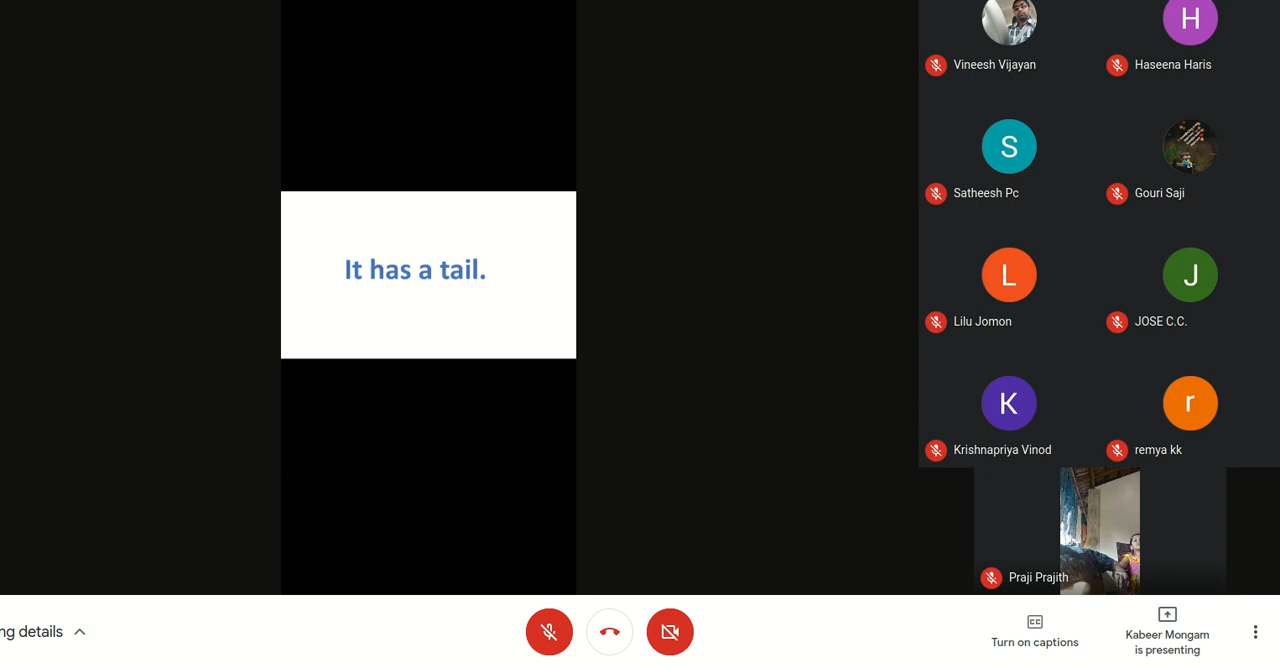 It has a tail.
H
Vineesh Vijayan
Haseena Haris
S
Satheesh Pc
Gouri Saji
L
J
Lilu Jomon
JOSE C.C.
K
r
Krishnapriya Vinod
remya kk
Praji Prajith
ng details
CC
Turn on captions
Kabeer Mongam
is presenting